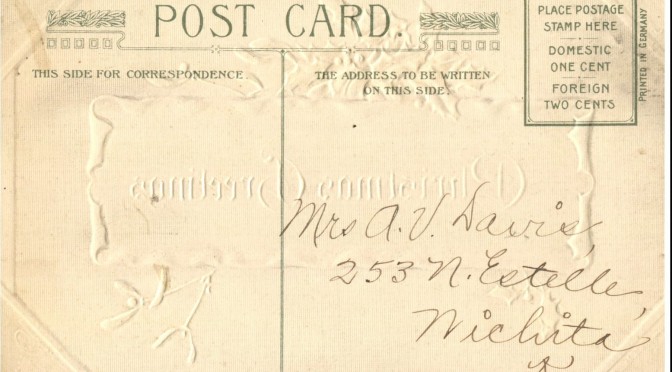 POST CARD.
THIS SIDE FOR CORRESPONDENCE.
THE ADDRESS TO BE WRITTEN
ON THIS SIDE.
PLACE POSTAGE
STAMP HERE
DOMESTIC
ONE CENT
FOREIGN
TWO CENTS
PRINTED IN GERMANY
Christmas Greetings
Mrs A. V. Davis,
253 N. Estelle,
Wichita